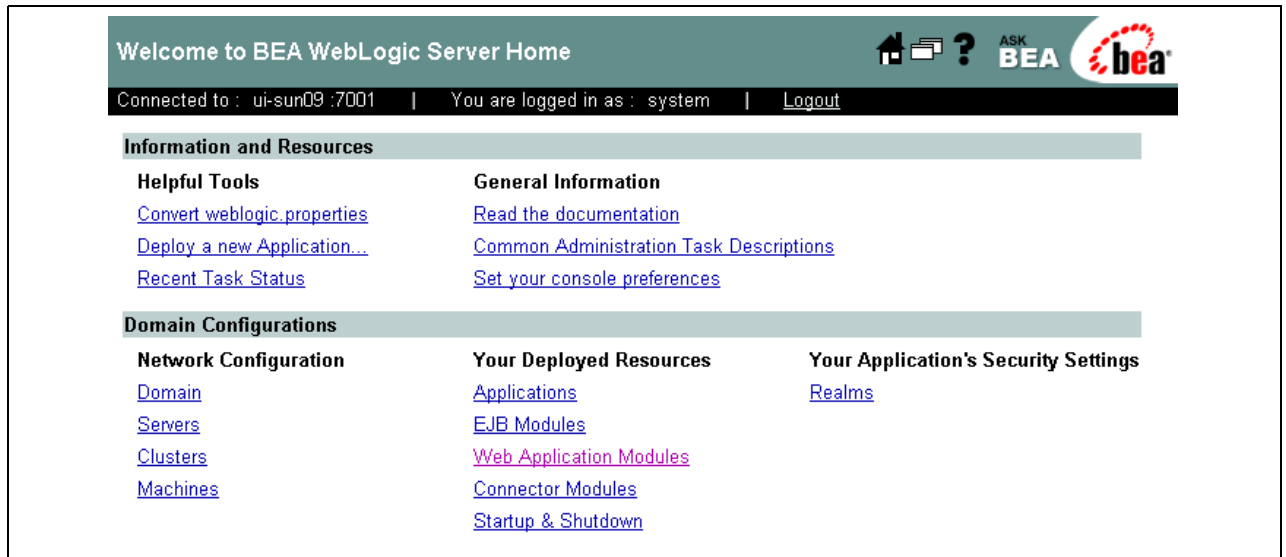 Welcome to BEA WebLogic Server Home
? ASK BEA bea
Connected to : ui-sun09 :7001 | You are logged in as : system | Logout
Information and Resources
Helpful Tools General Information
Convert weblogic.properties Read the documentation
Deploy a new Application... Common Administration Task Descriptions
Recent Task Status Set your console preferences
Domain Configurations
Network Configuration Your Deployed Resources Your Application's Security Settings
Domain Applications Realms
Servers EJB Modules
Clusters Web Application Modules
Machines Connector Modules
Startup & Shutdown